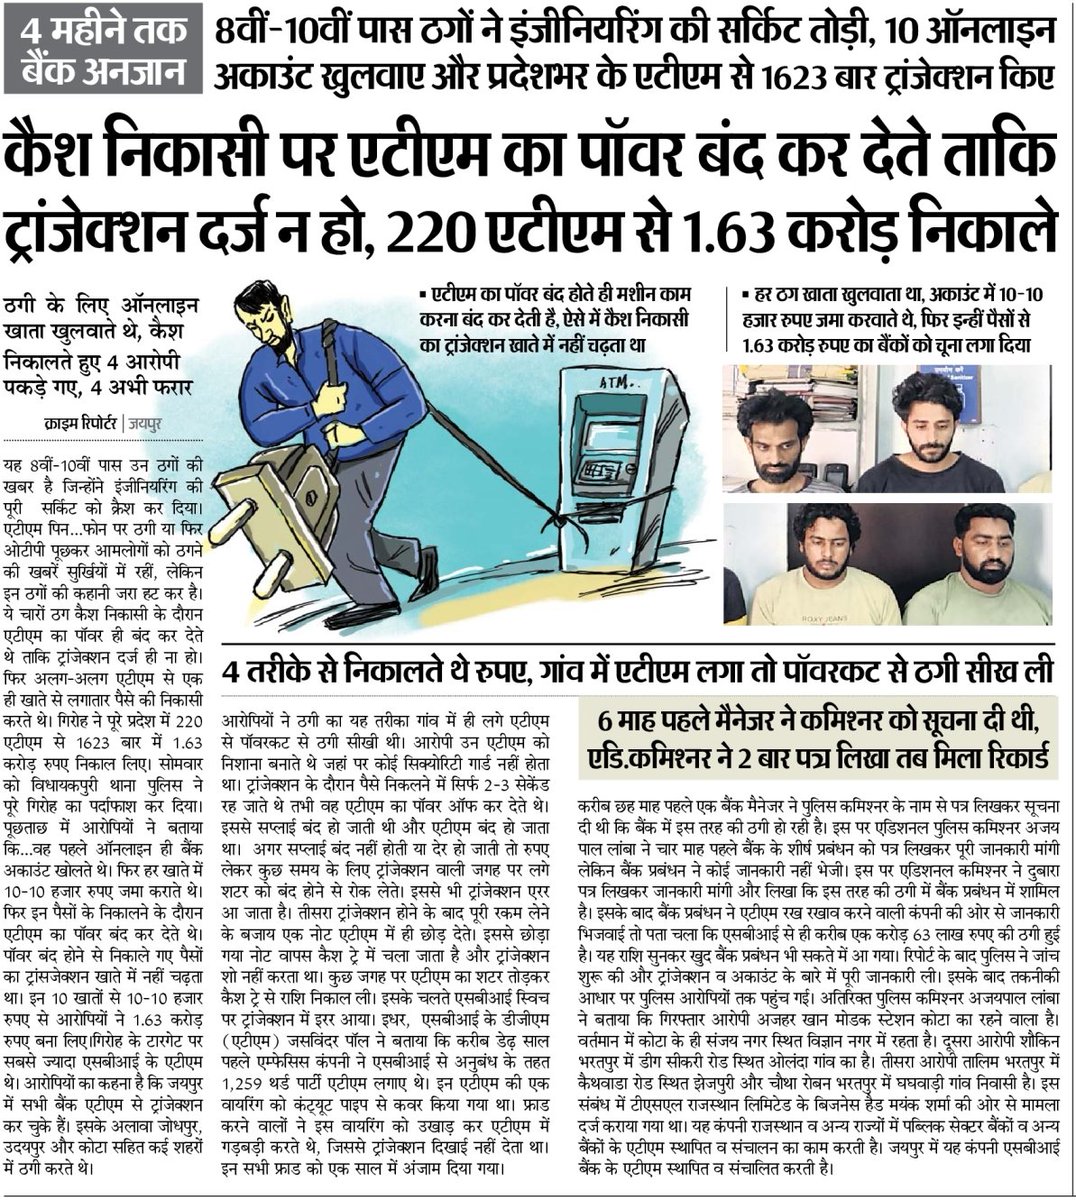 4 महीने तक
बैंक अनजान
8वीं-10वीं पास ठगों ने इंजीनियरिंग की सर्किट तोड़ी, 10 ऑनलाइन
अकाउंट खुलवाए और प्रदेशभर के एटीएम से 1623 बार ट्रांजेक्शन किए
कैश निकासी पर एटीएम का पॉवर बंद कर देते ताकि
ट्रांजेक्शन दर्ज न हो, 220 एटीएम से 1.63 करोड़ निकाले
ठगी के लिए ऑनलाइन
खाता खुलवाते थे, कैश
निकालते हुए 4 आरोपी
पकड़े गए, 4 अभी फरार
क्राइम रिपोर्टर | जयपुर
यह 8वीं-10वीं पास उन ठगों की
खबर है जिन्होंने इंजीनियरिंग की
पूरी सर्किट को क्रैश कर दिया।
एटीएम पिन...फोन पर ठगी या फिर
ओटीपी पूछकर आमलोगों को ठगने
की खबरें सुर्खियों में रहीं, लेकिन
इन ठगों की कहानी जरा हट कर है।
ये चारों ठग कैश निकासी के दौरान
एटीएम का पॉवर ही बंद कर देते
थे ताकि ट्रांजेक्शन दर्ज ही ना हो।
फिर अलग-अलग एटीएम से एक
ही खाते से लगातार पैसे की निकासी
करते थे। गिरोह ने पूरे प्रदेश में 220
एटीएम से 1623 बार में 1.63
करोड़ रुपए निकाल लिए। सोमवार
को विधायकपुरी थाना पुलिस ने
पूरे गिरोह का पर्दाफाश कर दिया।
पूछताछ में आरोपियों ने बताया
कि...वह पहले ऑनलाइन ही बैंक
अकाउंट खोलते थे। फिर हर खाते में
10-10 हजार रुपए जमा कराते थे।
फिर इन पैसों के निकालने के दौरान
एटीएम का पॉवर बंद कर देते थे।
पॉवर बंद होने से निकाले गए पैसों
का ट्रांसजेक्शन खाते में नहीं चढ़ता
था। इन 10 खातों से 10-10 हजार
रुपए से आरोपियों ने 1.63 करोड़
रुपए बना लिए।गिरोह के टारगेट पर
सबसे ज्यादा एसबीआई के एटीएम
थे। आरोपियों का कहना है कि जयपुर
में सभी बैंक एटीएम से ट्रांजेक्शन
कर चुके हैं। इसके अलावा जोधपुर,
उदयपुर और कोटा सहित कई शहरों
में ठगी करते थे।
▪ एटीएम का पॉवर बंद होते ही मशीन काम
करना बंद कर देती है, ऐसे में कैश निकासी
का ट्रांजेक्शन खाते में नहीं चढ़ता था
▪ हर ठग खाता खुलवाता था, अकाउंट में 10-10
हजार रुपए जमा करवाते थे, फिर इन्हीं पैसों से
1.63 करोड़ रुपए का बैंकों को चूना लगा दिया
ATM..
ROXY JEANS
4 तरीके से निकालते थे रुपए, गांव में एटीएम लगा तो पॉवरकट से ठगी सीख ली
आरोपियों ने ठगी का यह तरीका गांव में ही लगे एटीएम
से पॉवरकट से ठगी सीखी थी। आरोपी उन एटीएम को
निशाना बनाते थे जहां पर कोई सिक्योरिटी गार्ड नहीं होता
था। ट्रांजेक्शन के दौरान पैसे निकलने में सिर्फ 2-3 सेकेंड
रह जाते थे तभी वह एटीएम का पॉवर ऑफ कर देते थे।
इससे सप्लाई बंद हो जाती थी और एटीएम बंद हो जाता
था। अगर सप्लाई बंद नहीं होती या देर हो जाती तो रुपए
लेकर कुछ समय के लिए ट्रांजेक्शन वाली जगह पर लगे
शटर को बंद होने से रोक लेते। इससे भी ट्रांजेक्शन एरर
आ जाता है। तीसरा ट्रांजेक्शन होने के बाद पूरी रकम लेने
के बजाय एक नोट एटीएम में ही छोड़ देते। इससे छोड़ा
गया नोट वापस कैश ट्रे में चला जाता है और ट्रांजेक्शन
शो नहीं करता था। कुछ जगह पर एटीएम का शटर तोड़कर
कैश ट्रे से राशि निकाल ली। इसके चलते एसबीआई स्विच
पर ट्रांजेक्शन में इरर आया। इधर, एसबीआई के डीजीएम
(एटीएम) जसविंदर पॉल ने बताया कि करीब डेढ़ साल
पहले एम्फेसिस कंपनी ने एसबीआई से अनुबंध के तहत
1,259 थर्ड पार्टी एटीएम लगाए थे। इन एटीएम की एक
वायरिंग को कंट्यूट पाइप से कवर किया गया था। फ्राड
करने वालों ने इस वायरिंग को उखाड़ कर एटीएम में
गड़बड़ी करते थे, जिससे ट्रांजेक्शन दिखाई नहीं देता था।
इन सभी फ्राड को एक साल में अंजाम दिया गया।
6 माह पहले मैनेजर ने कमिश्नर को सूचना दी थी,
एडि.कमिश्नर ने 2 बार पत्र लिखा तब मिला रिकार्ड
करीब छह माह पहले एक बैंक मैनेजर ने पुलिस कमिश्नर के नाम से पत्र लिखकर सूचना
दी थी कि बैंक में इस तरह की ठगी हो रही है। इस पर एडिशनल पुलिस कमिश्नर अजय
पाल लांबा ने चार माह पहले बैंक के शीर्ष प्रबंधन को पत्र लिखकर पूरी जानकारी मांगी
लेकिन बैंक प्रबंधन ने कोई जानकारी नहीं भेजी। इस पर एडिशनल कमिश्नर ने दुबारा
पत्र लिखकर जानकारी मांगी और लिखा कि इस तरह की ठगी में बैंक प्रबंधन में शामिल
है। इसके बाद बैंक प्रबंधन ने एटीएम रख रखाव करने वाली कंपनी की ओर से जानकारी
भिजवाई तो पता चला कि एसबीआई से ही करीब एक करोड़ 63 लाख रुपए की ठगी हुई
है। यह राशि सुनकर खुद बैंक प्रबंधन भी सकते में आ गया। रिपोर्ट के बाद पुलिस ने जांच
शुरू की और ट्रांजेक्शन व अकाउंट के बारे में पूरी जानकारी ली। इसके बाद तकनीकी
आधार पर पुलिस आरोपियों तक पहुंच गई। अतिरिक्त पुलिस कमिश्नर अजयपाल लांबा
ने बताया कि गिरफ्तार आरोपी अजहर खान मोडक स्टेशन कोटा का रहने वाला है।
वर्तमान में कोटा के ही संजय नगर स्थित विज्ञान नगर में रहता है। दूसरा आरोपी शौकिन
भरतपुर में डीग सीकरी रोड स्थित ओलंदा गांव का है। तीसरा आरोपी तालिम भरतपुर में
कैथवाडा रोड स्थित झेजपुरी और चौथा रोबन भरतपुर में घघवाड़ी गांव निवासी है। इस
संबंध में टीएसएल राजस्थान लिमिटेड के बिजनेस हैड मयंक शर्मा की ओर से मामला
दर्ज कराया गया था। यह कंपनी राजस्थान व अन्य राज्यों में पब्लिक सेक्टर बैंकों व अन्य
बैंकों के एटीएम स्थापित व संचालन का काम करती है। जयपुर में यह कंपनी एसबीआई
बैंक के एटीएम स्थापित व संचालित करती है।